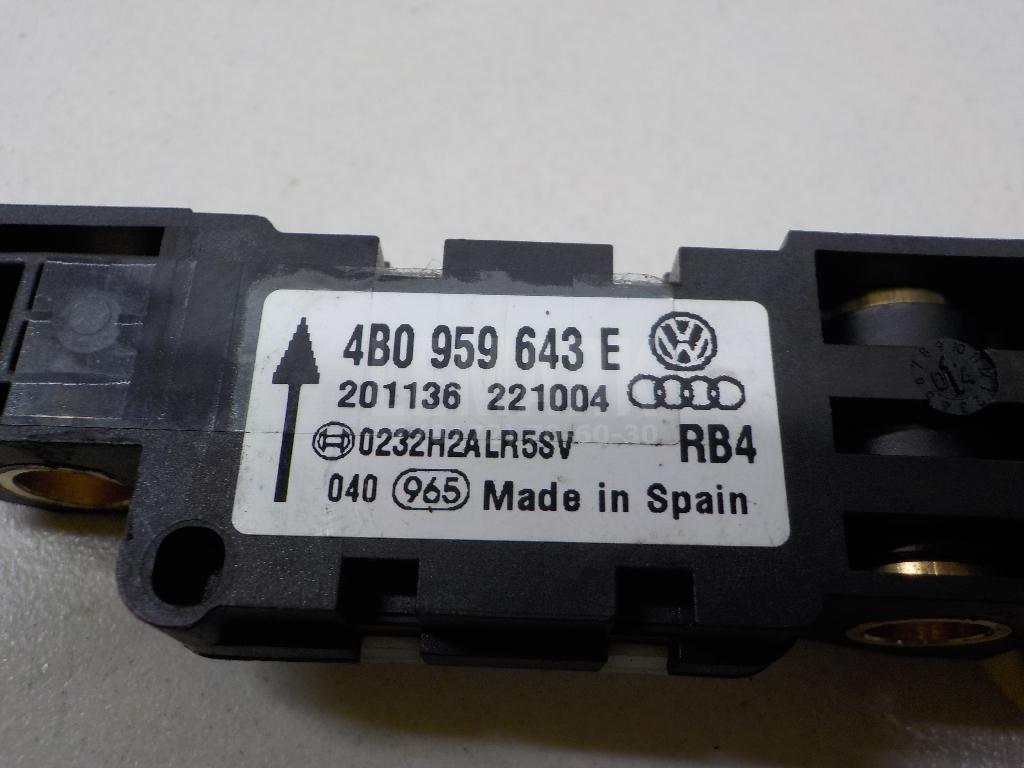 4B0 959 643 E
201136 221004
0232H2ALR5SV RB4
040 965 Made in Spain